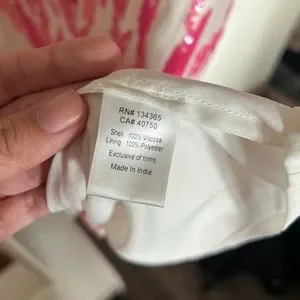 RN# 134365
CA# 40750
Shell : 100% Viscose
Lining : 100% Polyester
Exclusive of trims
Made In India